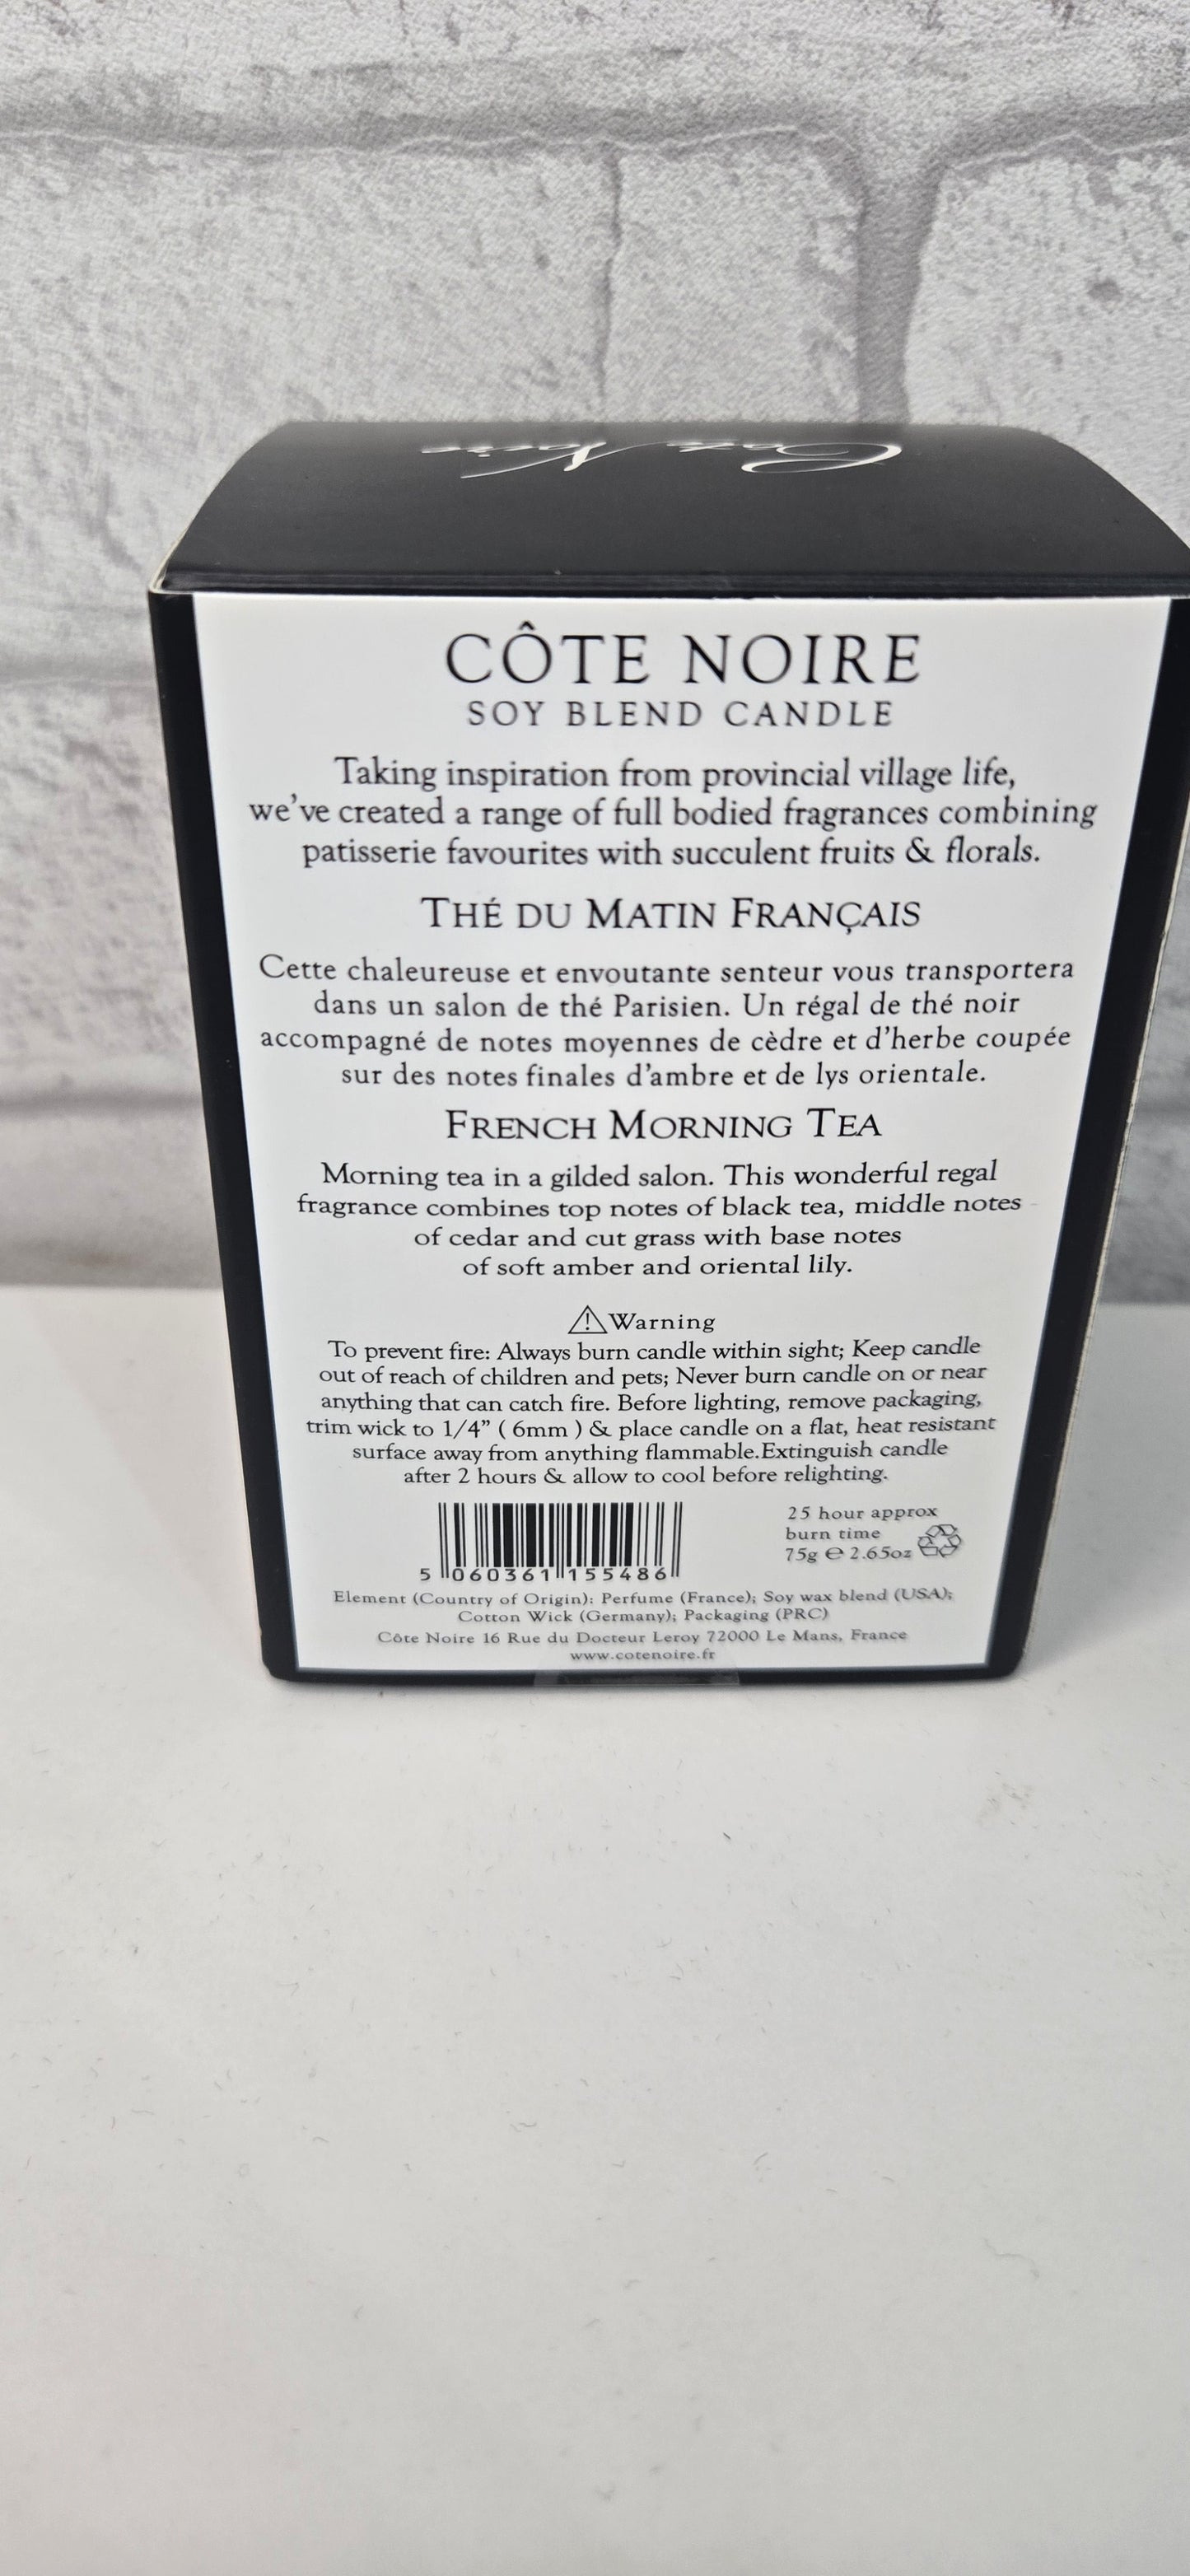 Côte Noire
CÔTE NOIRE
SOY BLEND CANDLE
Taking inspiration from provincial village life,
we've created a range of full bodied fragrances combining
patisserie favourites with succulent fruits & florals.
THÉ DU MATIN FRANÇAIS
Cette chaleureuse et envoutante senteur vous transportera
dans un salon de thé Parisien. Un régal de thé noir
accompagné de notes moyennes de cèdre et d'herbe coupée
sur des notes finales d'ambre et de lys orientale.
FRENCH MORNING TEA
Morning tea in a gilded salon. This wonderful regal
fragrance combines top notes of black tea, middle notes
of cedar and cut grass with base notes
of soft amber and oriental lily.
Warning
To prevent fire: Always burn candle within sight; Keep candle
out of reach of children and pets; Never burn candle on or near
anything that can catch fire. Before lighting, remove packaging,
trim wick to 1/4” ( 6mm ) & place candle on a flat, heat resistant
surface away from anything flammable.Extinguish candle
after 2 hours & allow to cool before relighting.
25 hour approx
burn time
75g ℮ 2.65oz
5 060361 155486
Element (Country of Origin): Perfume (France); Soy wax blend (USA);
Cotton Wick (Germany); Packaging (PRC)
Côte Noire 16 Rue du Docteur Leroy 72000 Le Mans, France
www.cotenoire.fr